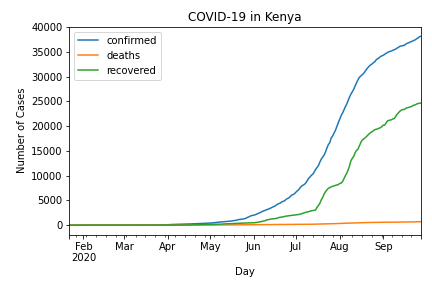 COVID-19 in Kenya
confirmed
deaths
recovered
Number of Cases
40000
35000
30000
25000
20000
15000
10000
5000
0
Feb Mar Apr May Jun Jul Aug Sep
2020
Day